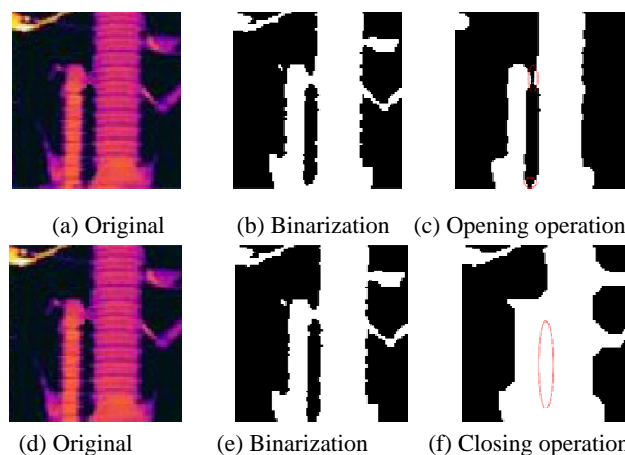 (a) Original (b) Binarization (c) Opening operation
(d) Original (e) Binarization (f) Closing operation